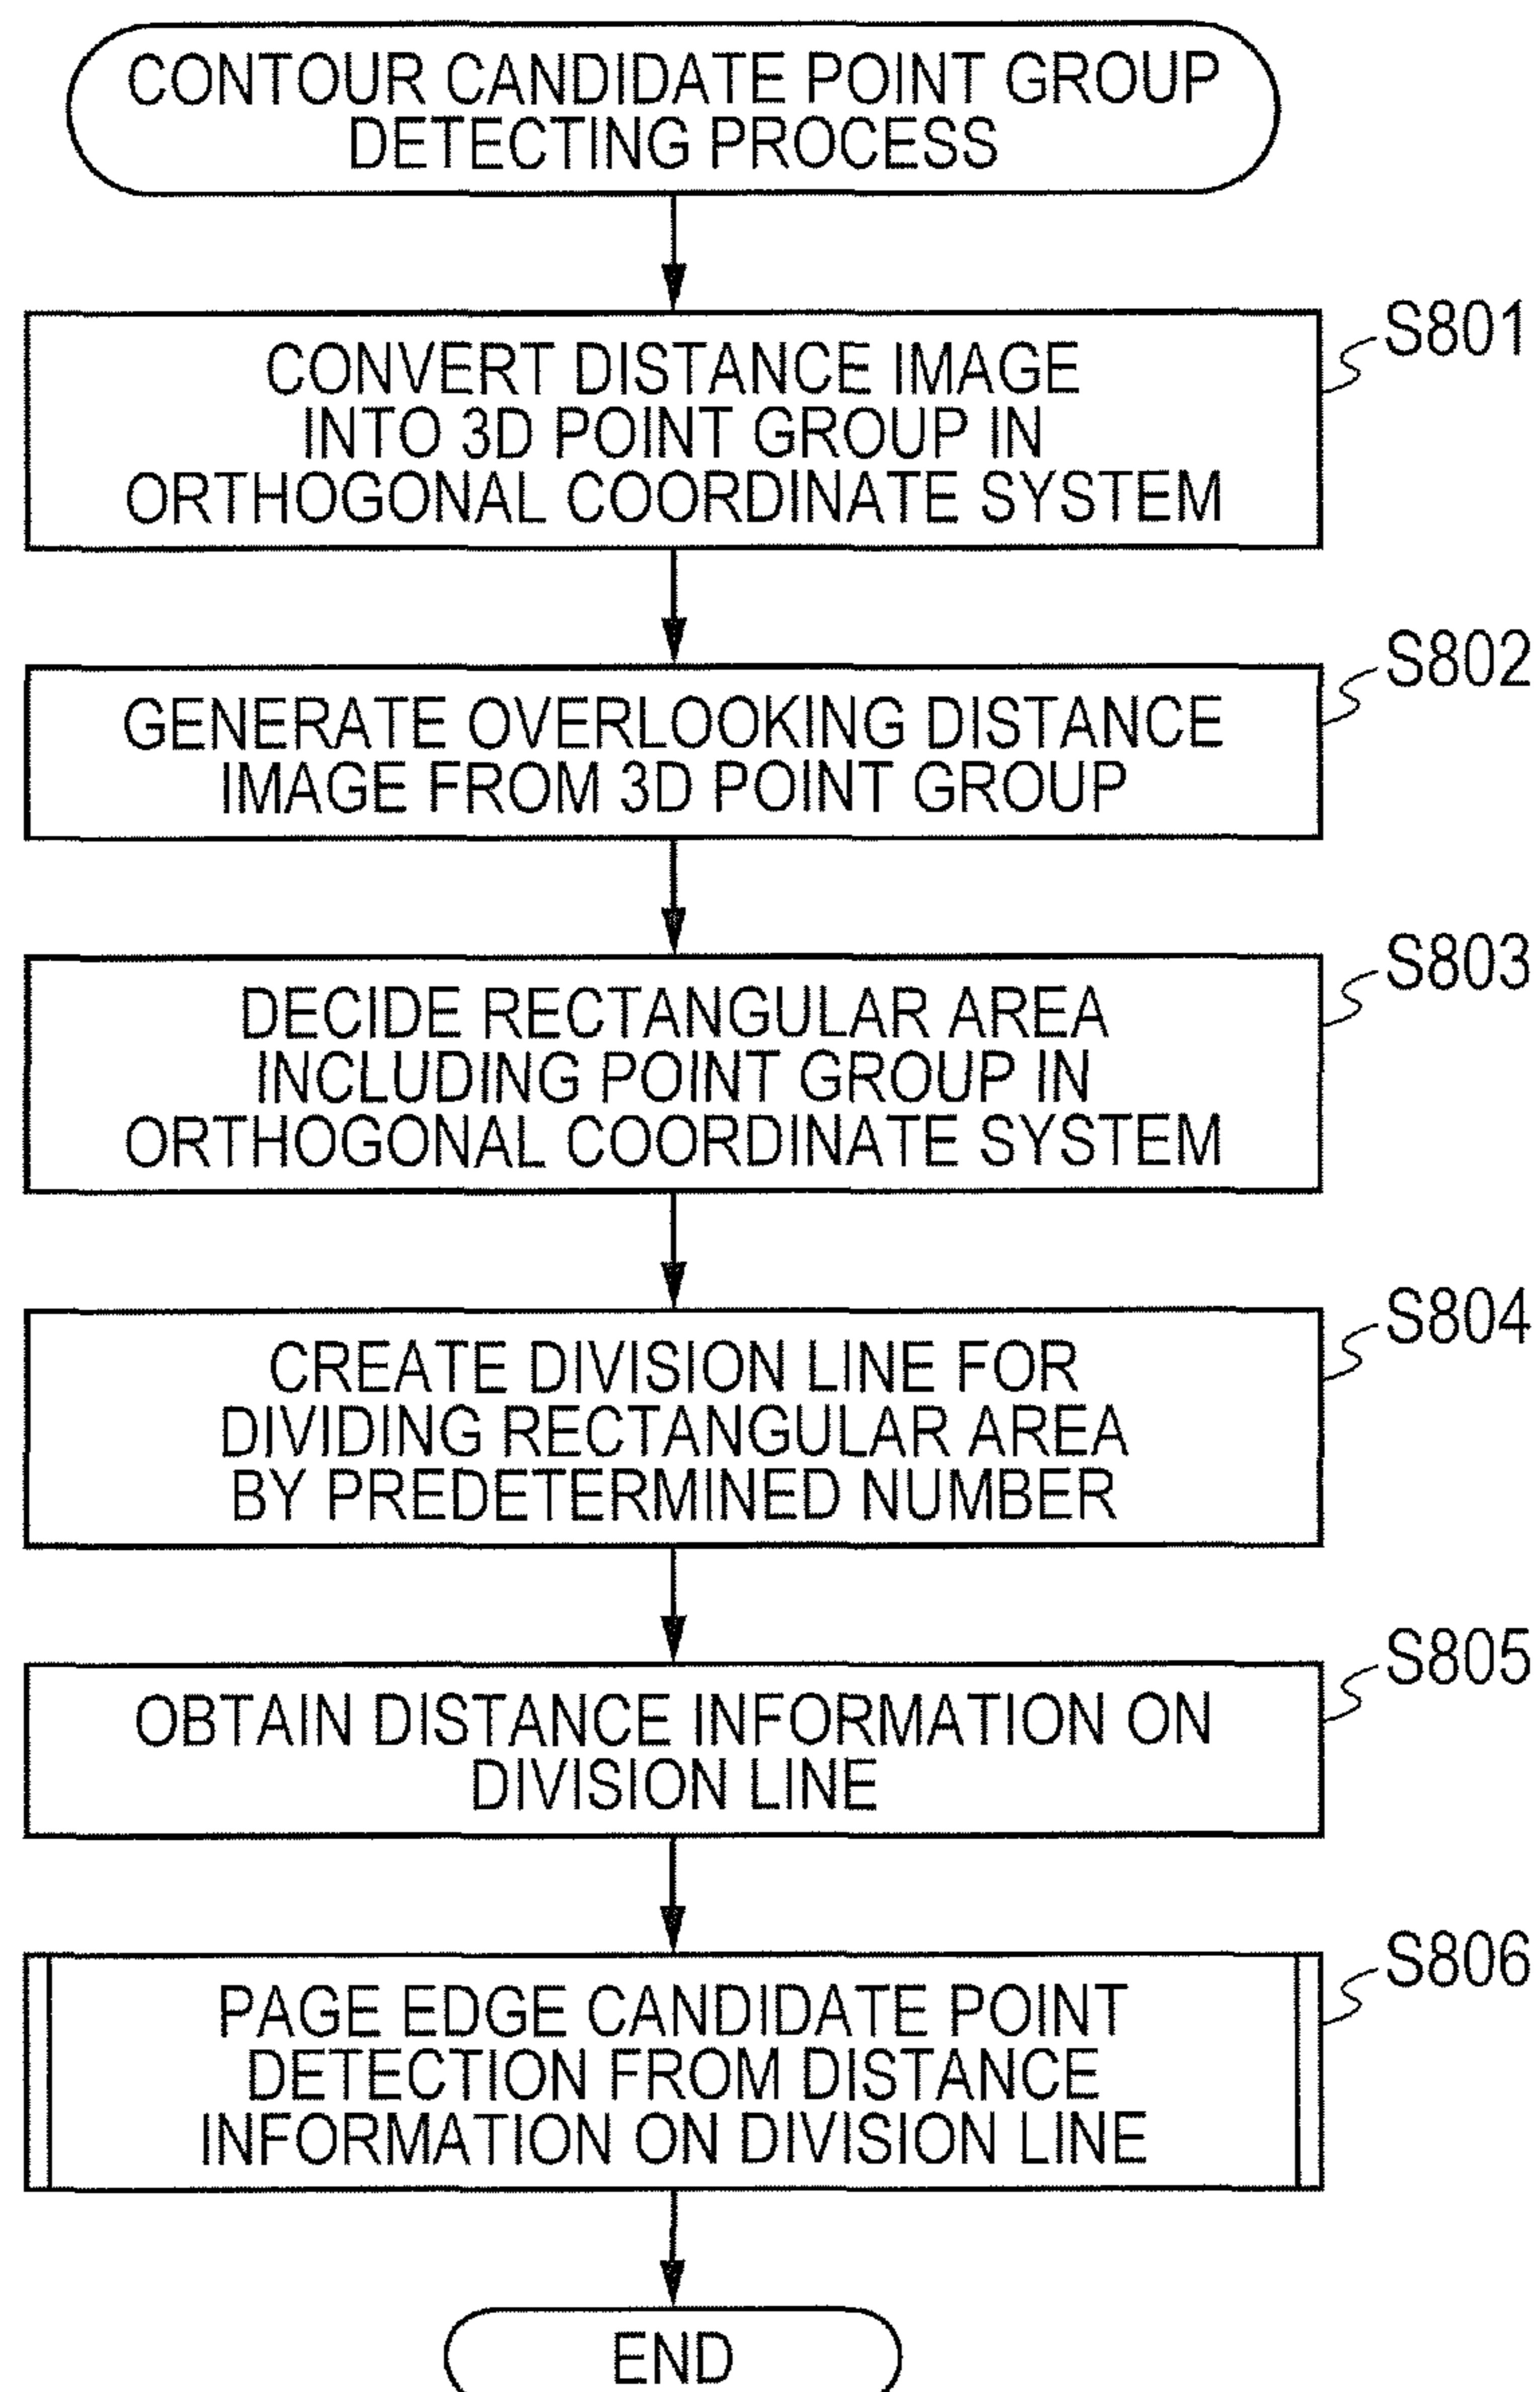 CONTOUR CANDIDATE POINT GROUP
DETECTING PROCESS
S801
CONVERT DISTANCE IMAGE
INTO 3D POINT GROUP IN
ORTHOGONAL COORDINATE SYSTEM
S802
GENERATE OVERLOOKING DISTANCE
IMAGE FROM 3D POINT GROUP
S803
DECIDE RECTANGULAR AREA
INCLUDING POINT GROUP IN
ORTHOGONAL COORDINATE SYSTEM
S804
CREATE DIVISION LINE FOR
DIVIDING RECTANGULAR AREA
BY PREDETERMINED NUMBER
S805
OBTAIN DISTANCE INFORMATION ON
DIVISION LINE
S806
PAGE EDGE CANDIDATE POINT
DETECTION FROM DISTANCE
INFORMATION ON DIVISION LINE
END